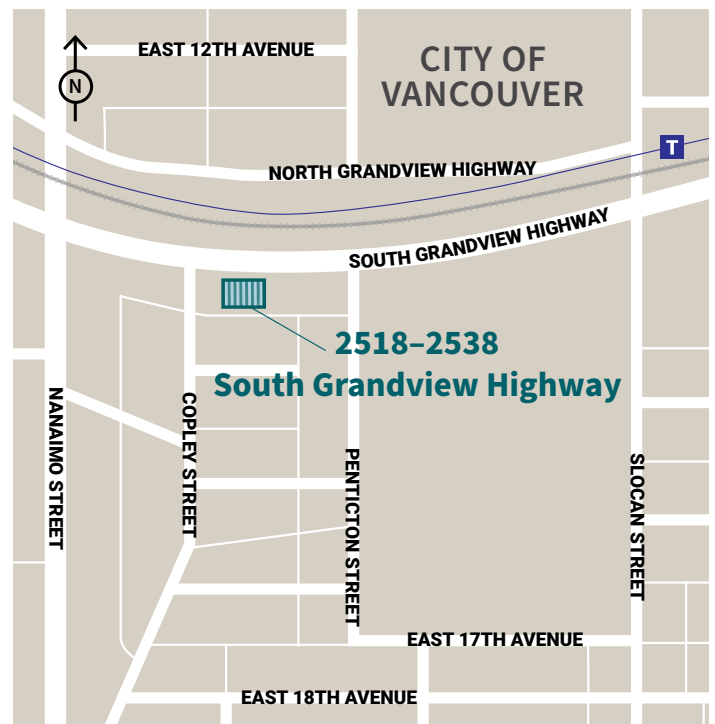 EAST 12TH AVENUE
CITY OF
VANCOUVER
N
T
NORTH GRANDVIEW HIGHWAY
SOUTH GRANDVIEW HIGHWAY
2518–2538
South Grandview Highway
NANAIMO STREET
COPLEY STREET
PENTICTON STREET
SLOCAN STREET
EAST 17TH AVENUE
EAST 18TH AVENUE